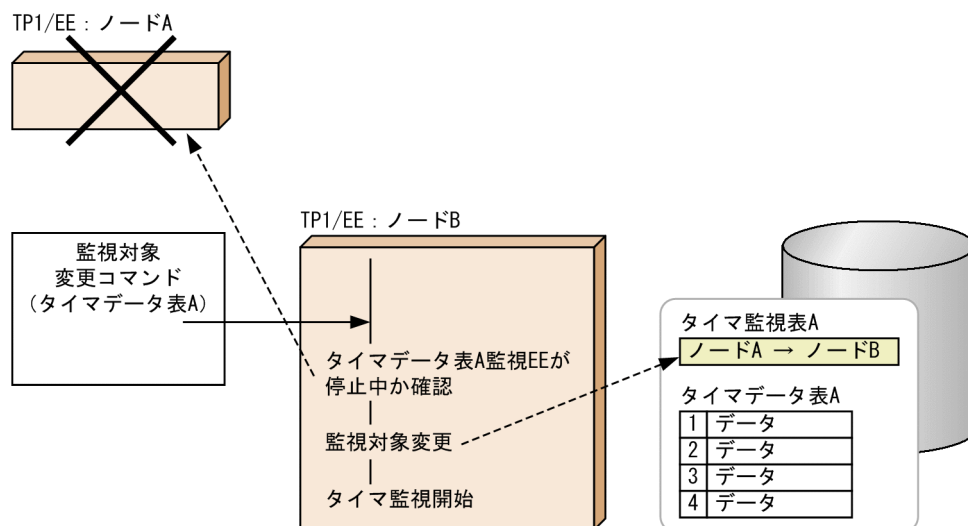 TP1/EE：ノードA
TP1/EE：ノードB
監視対象
変更コマンド
（タイマデータ表A）
タイマデータ表A監視EEが
停止中か確認
監視対象変更
タイマ監視開始
タイマ監視表A
ノードA → ノードB
タイマデータ表A
1 データ
2 データ
3 データ
4 データ